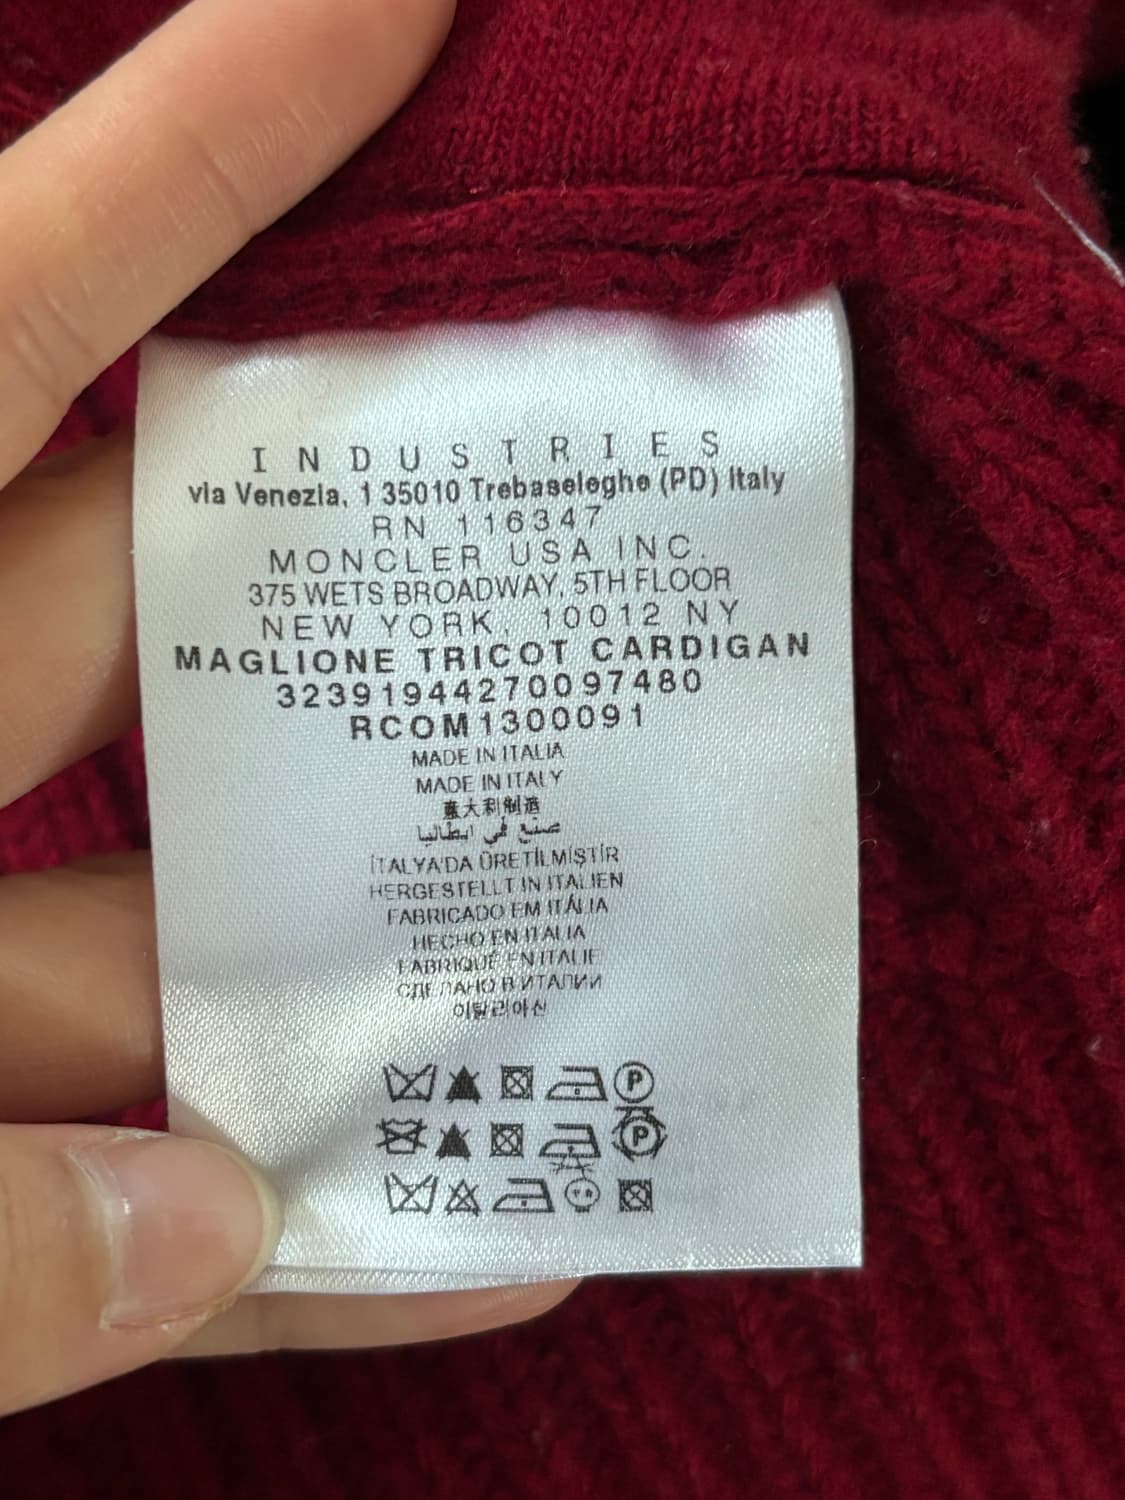 INDUSTRIES
via Venezia, 1 35010 Trebaseleghe (PD) Italy
RN 116347
MONCLER USA INC.
375 WETS BROADWAY, 5TH FLOOR
NEW YORK, 10012 NY
MAGLIONE TRICOT CARDIGAN
32391944270097480
RCOM1300091
MADE IN ITALIA
MADE IN ITALY
意大利制造
صنع في ايطاليا
İTALYA'DA ÜRETİLMİŞTİR
HERGESTELLT IN ITALIEN
FABRICADO EM ITÁLIA
HECHO EN ITALIA
FABRIQUÉ EN ITALIE
СДЕЛАНО В ИТАЛИИ
이탈리아산
P
P